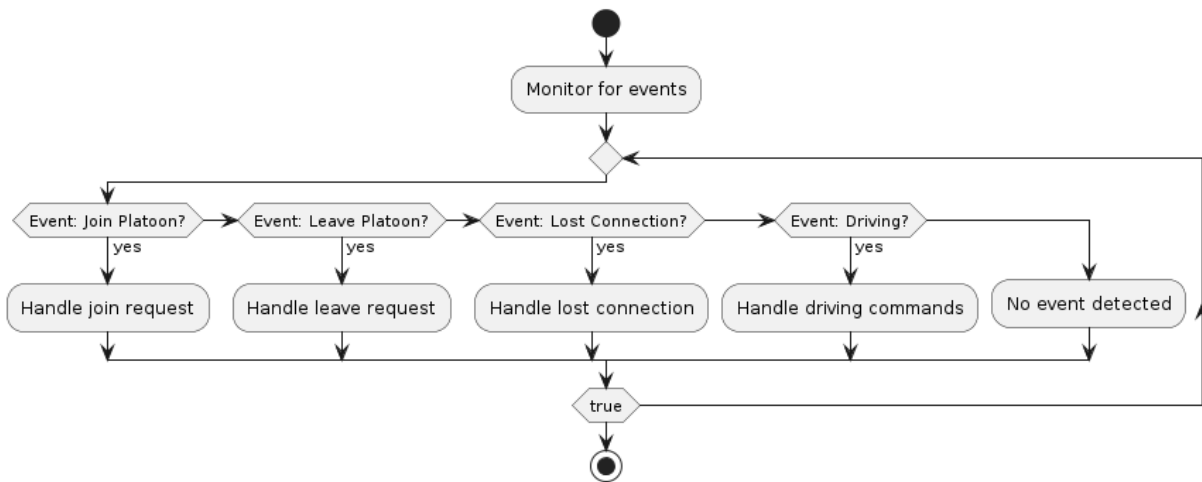 Monitor for events
Event: Join Platoon?
Event: Leave Platoon?
Event: Lost Connection?
Event: Driving?
yes
yes
yes
yes
Handle join request
Handle leave request
Handle lost connection
Handle driving commands
No event detected
true